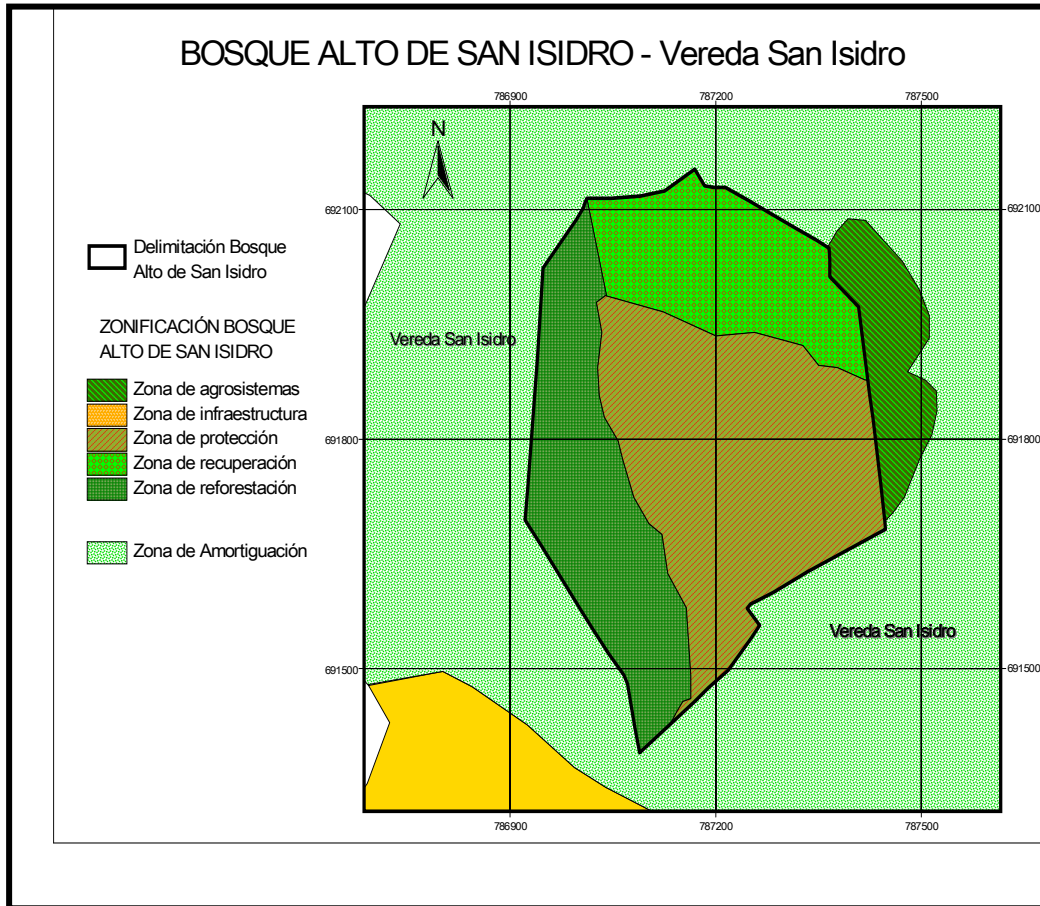 BOSQUE ALTO DE SAN ISIDRO - Vereda San Isidro
786900 787200 787500
N
692100 692100
Delimitación Bosque
Alto de San Isidro
ZONIFICACIÓN BOSQUE
ALTO DE SAN ISIDRO
Vereda San Isidro
Zona de agrosistemas
Zona de infraestructura
Zona de protección
691800 691800
Zona de recuperación
Zona de reforestación
Zona de Amortiguación
Vereda San Isidro
691500 691500
786900 787200 787500